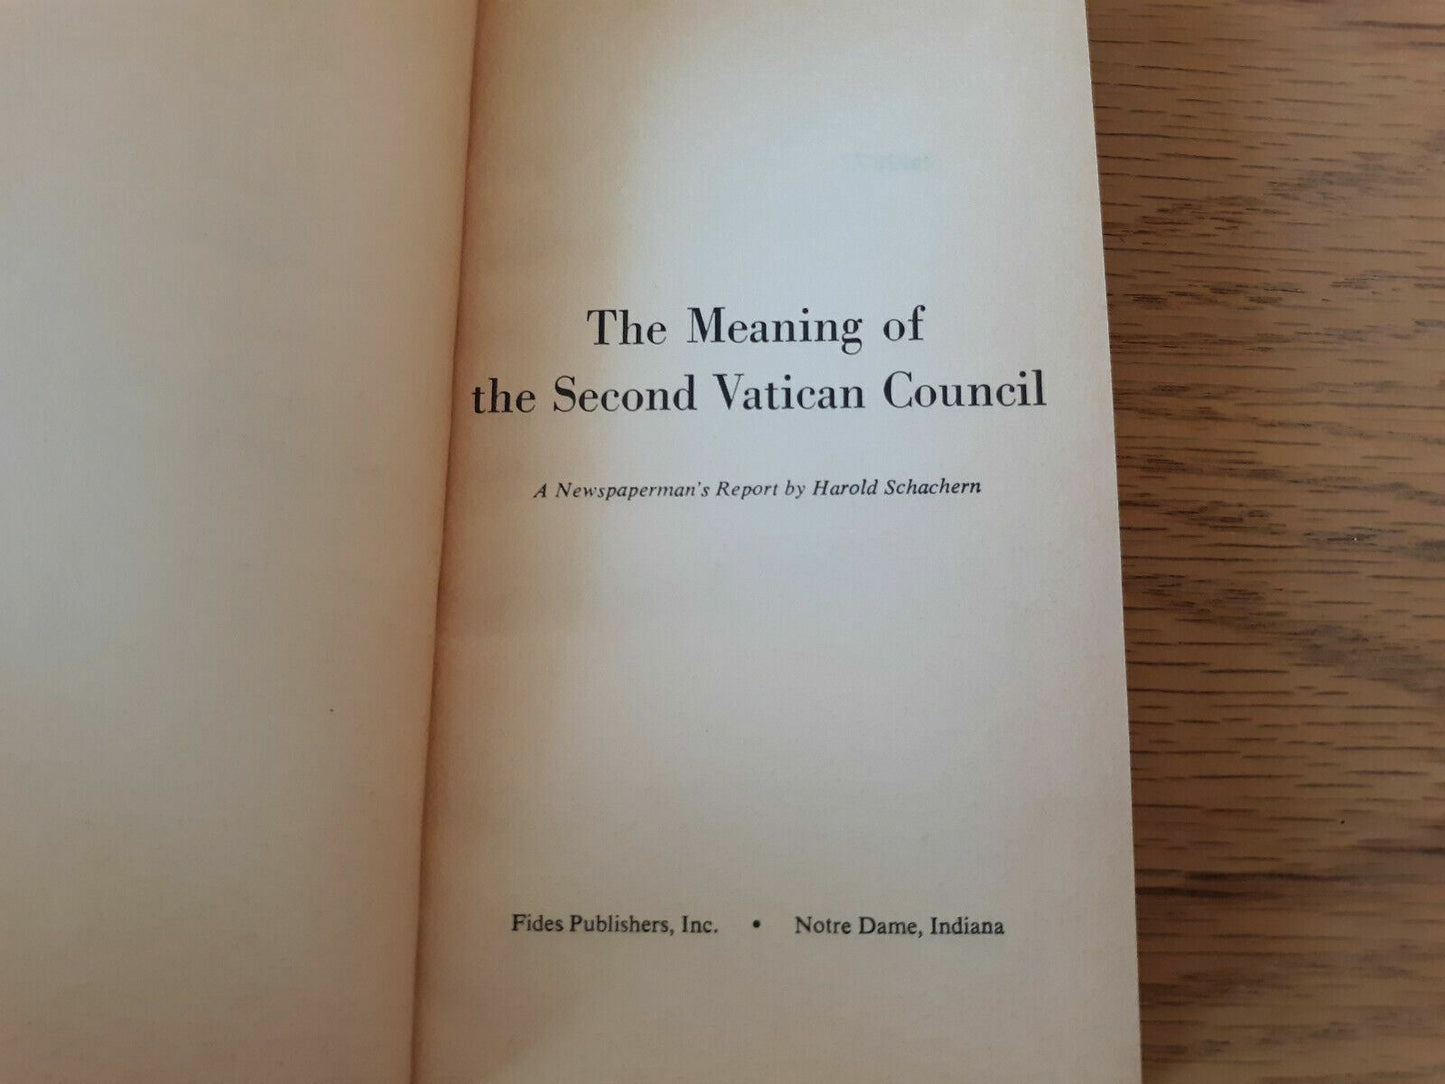 The Meaning of
the Second Vatican Council
A Newspaperman's Report by Harold Schachern
Fides Publishers, Inc. • Notre Dame, Indiana